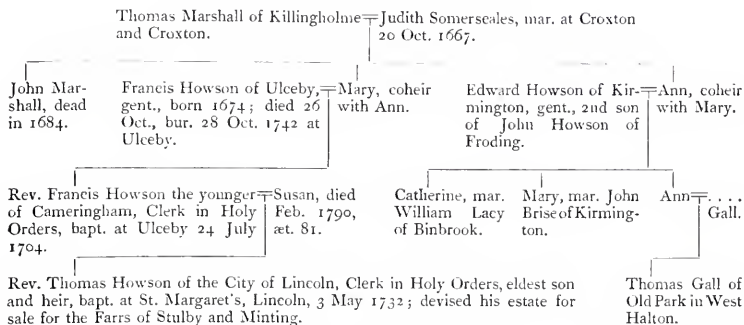 Thomas Marshall of Killingholme
and Croxton.
Judith Somerscales, mar. at Croxton
20 Oct. 1667.
John Mar-
shall, dead
in 1684.
Francis Howson of Ulceby,
gent., born 1674; died 26
Oct., bur. 28 Oct. 1742 at
Ulceby.
Mary, coheir
with Ann.
Edward Howson of Kir-
mington, gent., 2nd son
of John Howson of
Froding.
Ann, coheir
with Mary.
Rev. Francis Howson the younger
of Cameringham, Clerk in Holy
Orders, bapt. at Ulceby 24 July
1704.
Susan, died
Feb. 1790,
æt. 81.
Catherine, mar.
William Lacy
of Binbrook.
Mary, mar. John
Brise of Kirming-
ton.
Ann
. . . .
Gall.
Rev. Thomas Howson of the City of Lincoln, Clerk in Holy Orders, eldest son
and heir, bapt. at St. Margaret's, Lincoln, 3 May 1732; devised his estate for
sale for the Farrs of Stulby and Minting.
Thomas Gall of
Old Park in West
Halton.